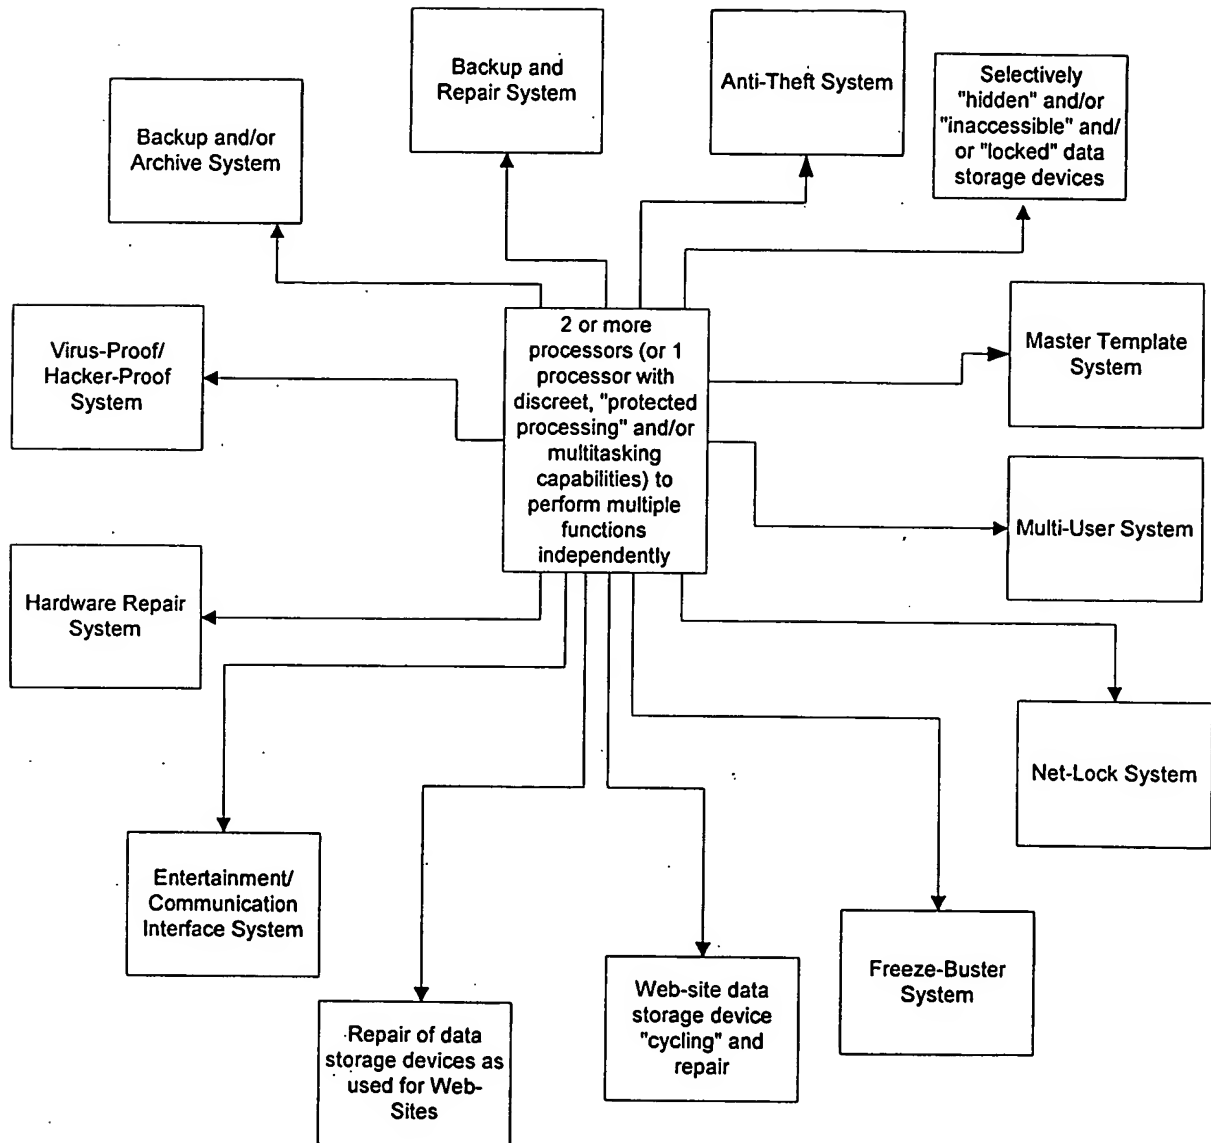 Backup and
Repair System
Anti-Theft System
Selectively
"hidden" and/or
"inaccessible" and/
or "locked" data
storage devices
Backup and/or
Archive System
2 or more
processors (or 1
processor with
discreet, "protected
processing" and/or
multitasking
capabilities) to
perform multiple
functions
independently
Virus-Proof/
Hacker-Proof
System
Master Template
System
Multi-User System
Hardware Repair
System
Net-Lock System
Entertainment/
Communication
Interface System
Freeze-Buster
System
Web-site data
storage device
"cycling" and
repair
Repair of data
storage devices as
used for Web-
Sites